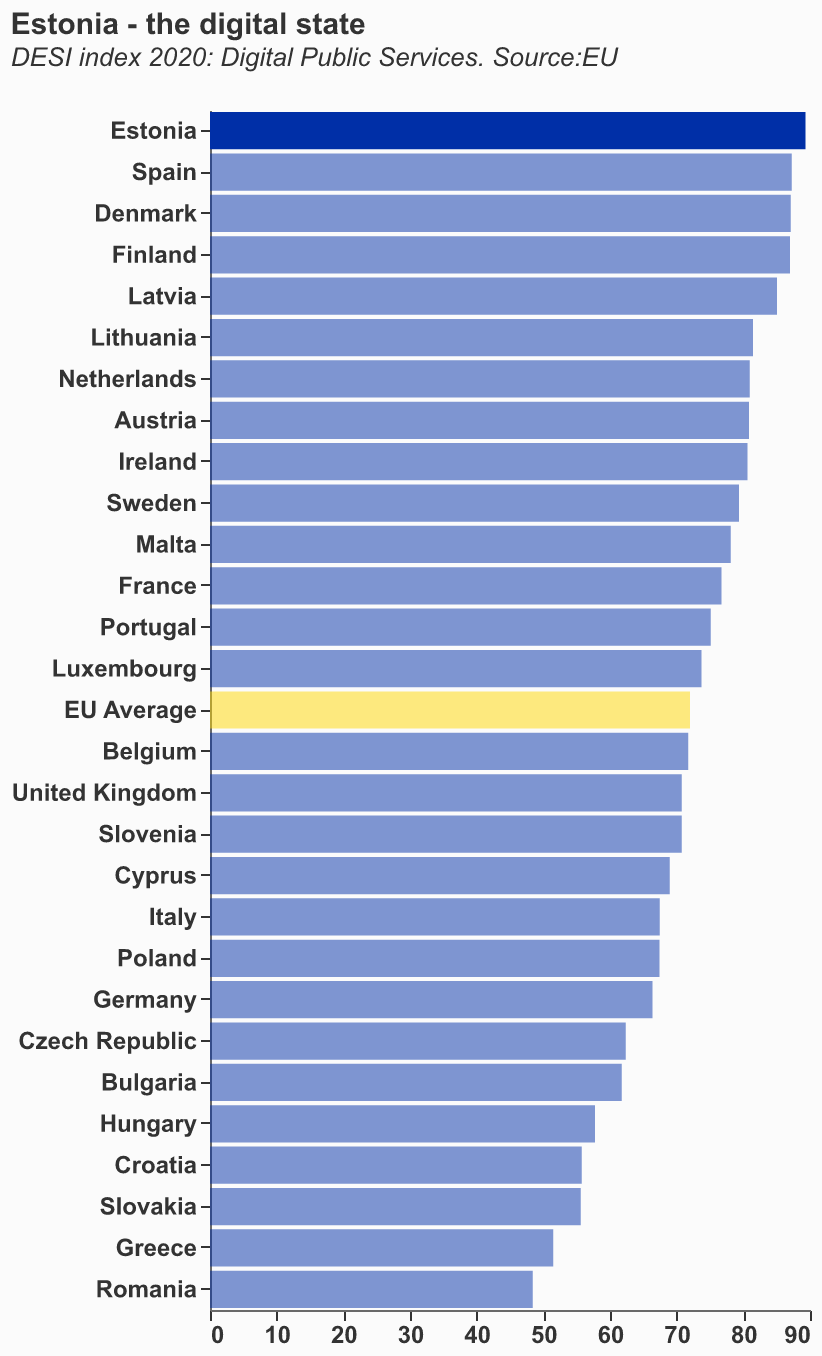 Estonia - the digital state
DESI index 2020: Digital Public Services. Source:EU
Estonia
Spain
Denmark
Finland
Latvia
Lithuania
Netherlands
Austria
Ireland
Sweden
Malta
France
Portugal
Luxembourg
EU Average
Belgium
United Kingdom
Slovenia
Cyprus
Italy
Poland
Germany
Czech Republic
Bulgaria
Hungary
Croatia
Slovakia
Greece
Romania
0 10 20 30 40 50 60 70 80 90